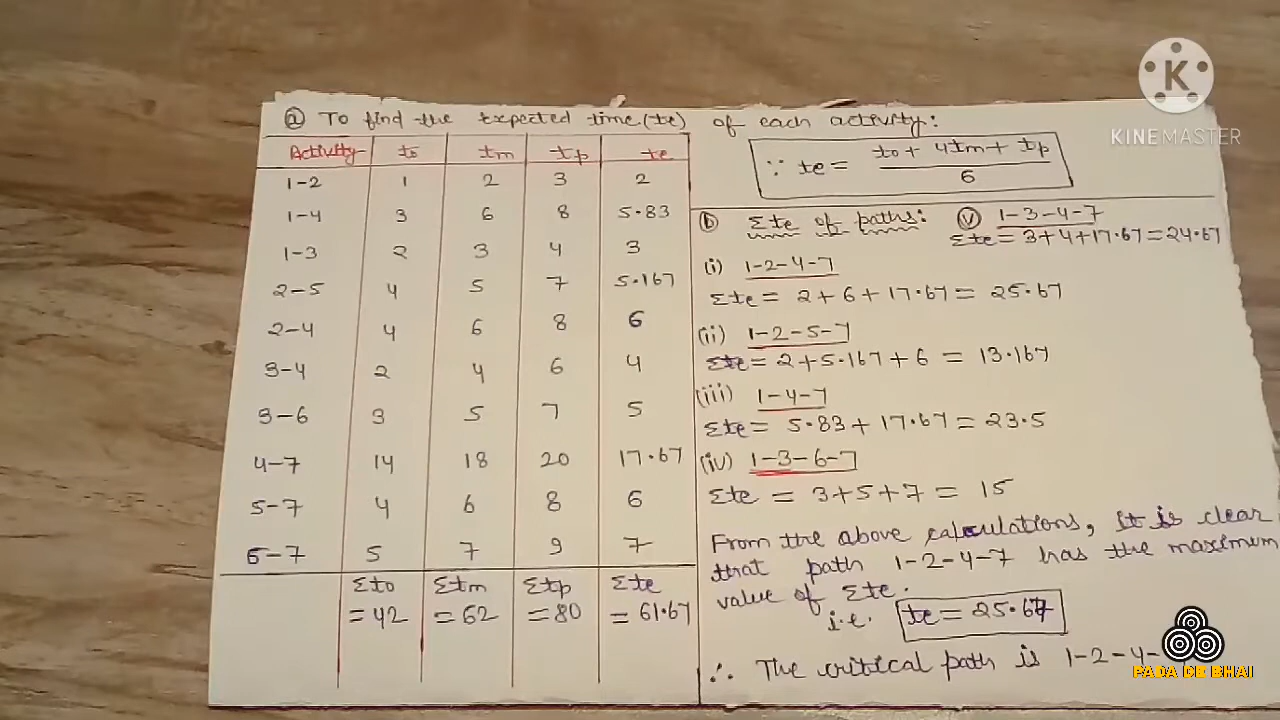 ⓐ To find the Expected time (te) of each activity:
Activity to tm tp te
1-2 1 2 3 2
1-4 3 6 8 5.83
1-3 2 3 4 3
2-5 4 5 7 5.167
2-4 4 6 8 6
3-4 2 4 6 4
3-6 3 5 7 5
4-7 14 18 20 17.67
5-7 4 6 8 6
6-7 5 7 9 7
Σto Σtm Σtp Σte
=42 =62 =80 =61.67
∵ te = (to + 4tm + tp) / 6
ⓑ Σte of paths:
(i) 1-2-4-7
Σte = 2+6+17.67 = 25.67
(ii) 1-2-5-7
Σte = 2+5.167+6 = 13.167
(iii) 1-4-7
Σte = 5.83+17.67 = 23.5
(iv) 1-3-6-7
Σte = 3+5+7 = 15
ⓥ 1-3-4-7
Σte = 3+4+17.67 = 24.67
From the above calculations, it is clear
that path 1-2-4-7 has the maximum
value of Σte.
i.e. te = 25.67
∴ The critical path is 1-2-4-
KINEMASTER
K
PADA DE BHAI